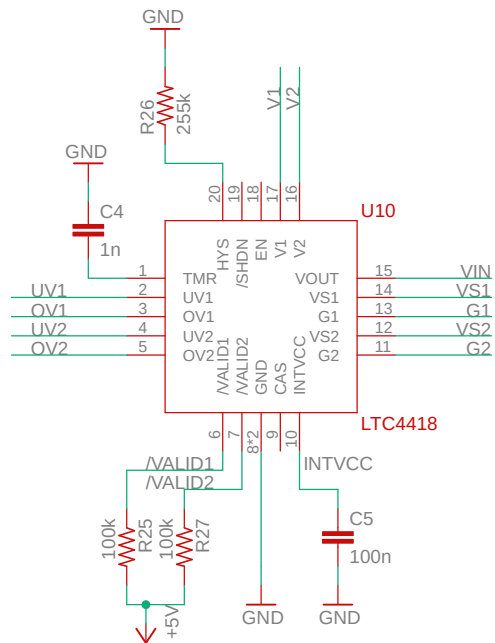 GND
R26
255k
V1
V2
GND
C4
1n
20
19
18
17
16
U10
HYS
/SHDN
EN
V1
V2
1
TMR
VOUT
15
VIN
UV1
2
UV1
VS1
14
VS1
OV1
3
OV1
G1
13
G1
UV2
4
UV2
VS2
12
VS2
OV2
5
OV2
G2
11
G2
/VALID1
/VALID2
GND
CAS
INTVCC
LTC4418
6
7
8*2
9
10
/VALID1
/VALID2
INTVCC
100k
R25
100k
R27
C5
100n
+5V
GND
GND